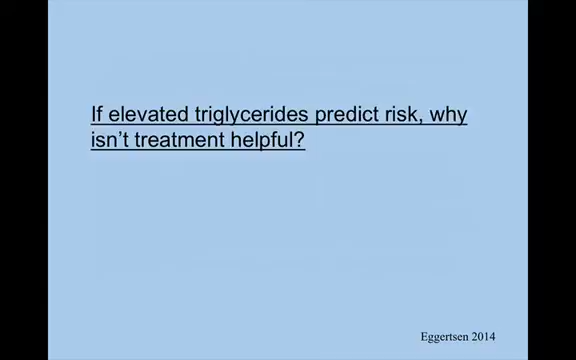 If elevated triglycerides predict risk, why
isn't treatment helpful?
Eggertsen 2014